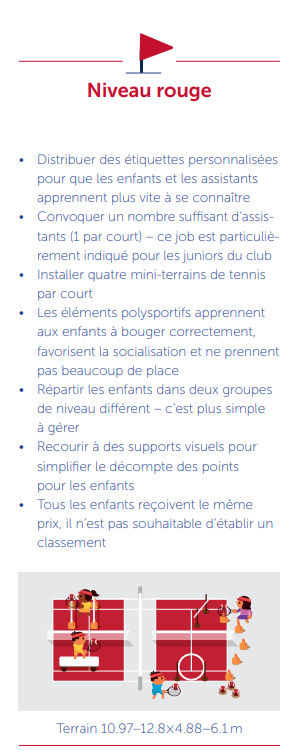 Niveau rouge
• Distribuer des étiquettes personnalisées
pour que les enfants et les assistants
apprennent plus vite à se connaître
• Convoquer un nombre suffisant d'assis-
tants (1 par court) – ce job est particuliè-
rement indiqué pour les juniors du club
• Installer quatre mini-terrains de tennis
par court
• Les éléments polysportifs apprennent
aux enfants à bouger correctement,
favorisent la socialisation et ne prennent
pas beaucoup de place
• Répartir les enfants dans deux groupes
de niveau différent – c'est plus simple
à gérer
• Recourir à des supports visuels pour
simplifier le décompte des points
pour les enfants
• Tous les enfants reçoivent le même
prix, il n'est pas souhaitable d'établir un
classement
Terrain 10.97–12.8×4.88–6.1 m